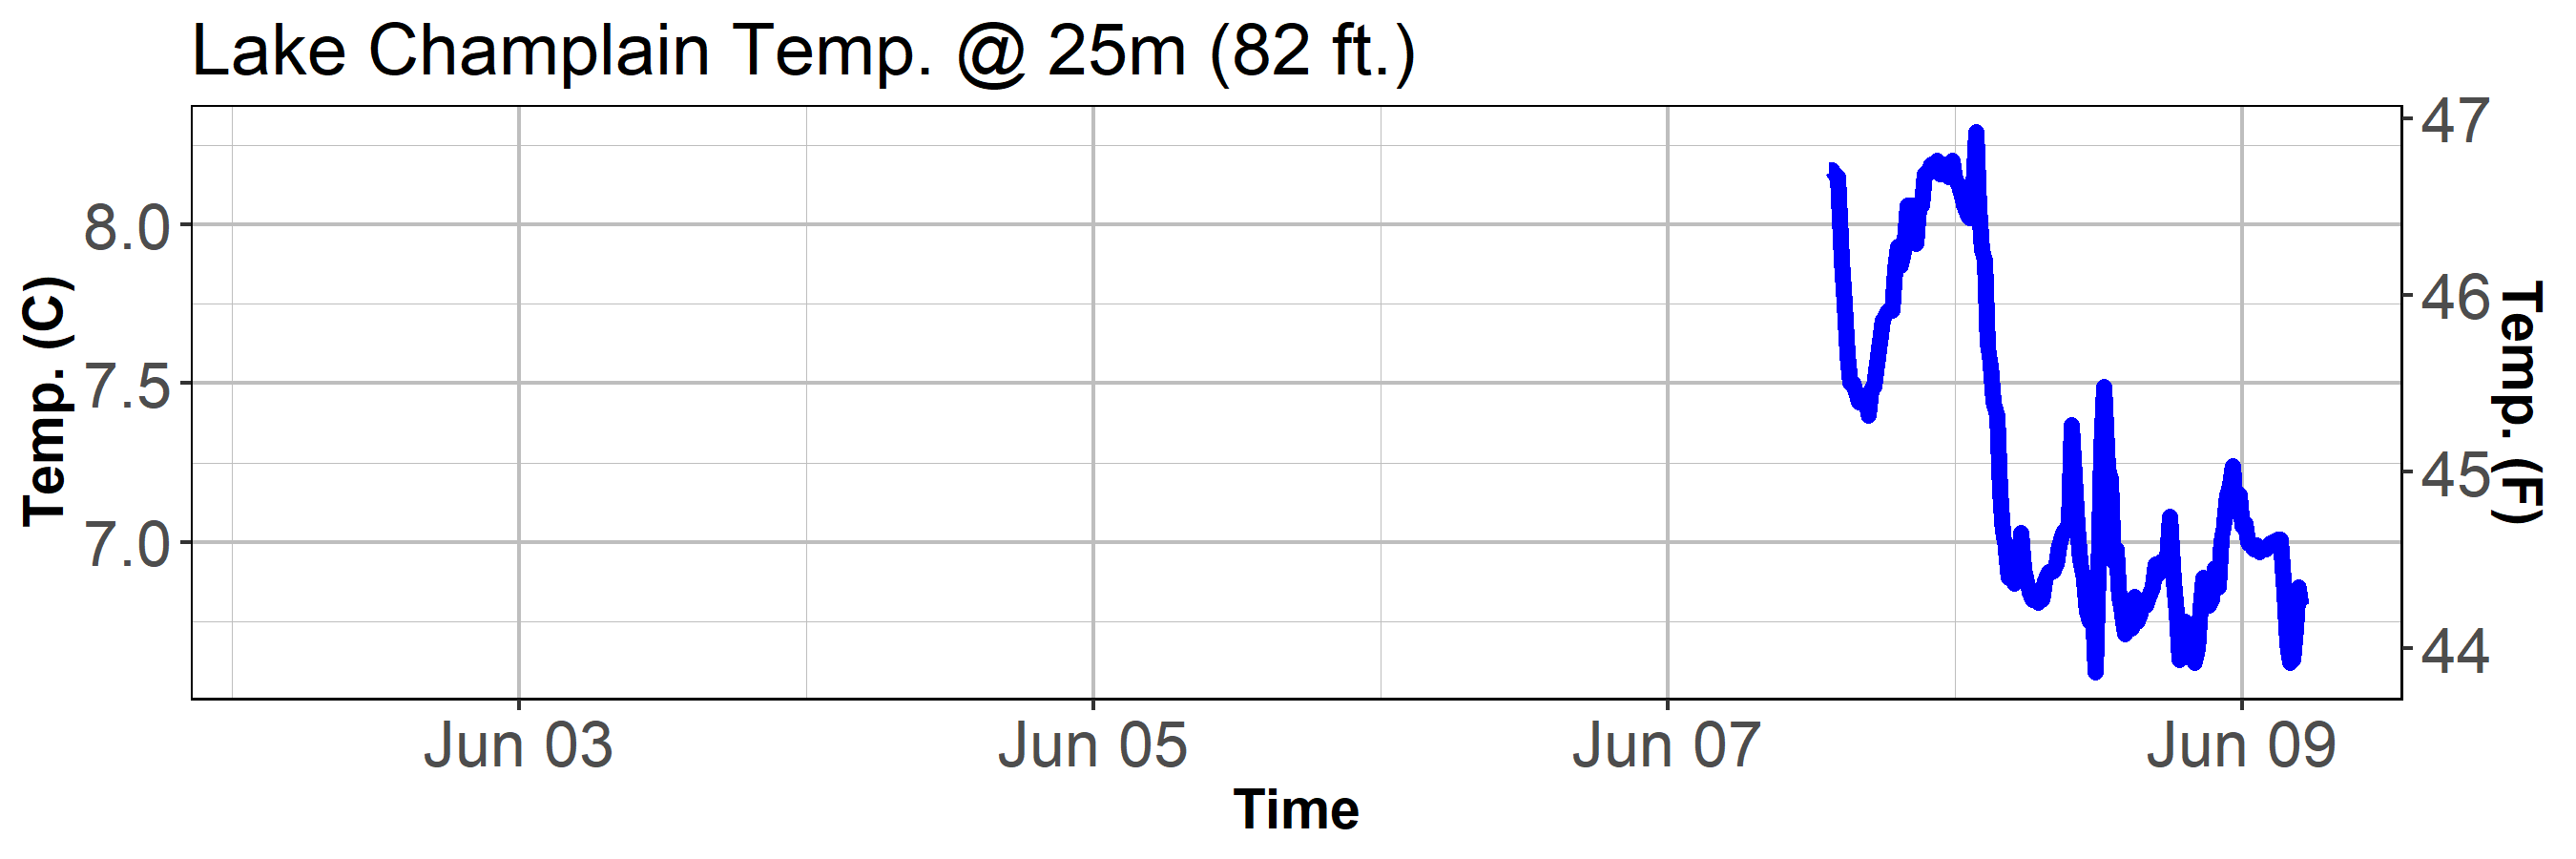 Lake Champlain Temp. @ 25m (82 ft.)
Temp. (C)
8.0
7.5
7.0
47
46
45
44
Temp. (F)
Jun 03 Jun 05 Jun 07 Jun 09
Time